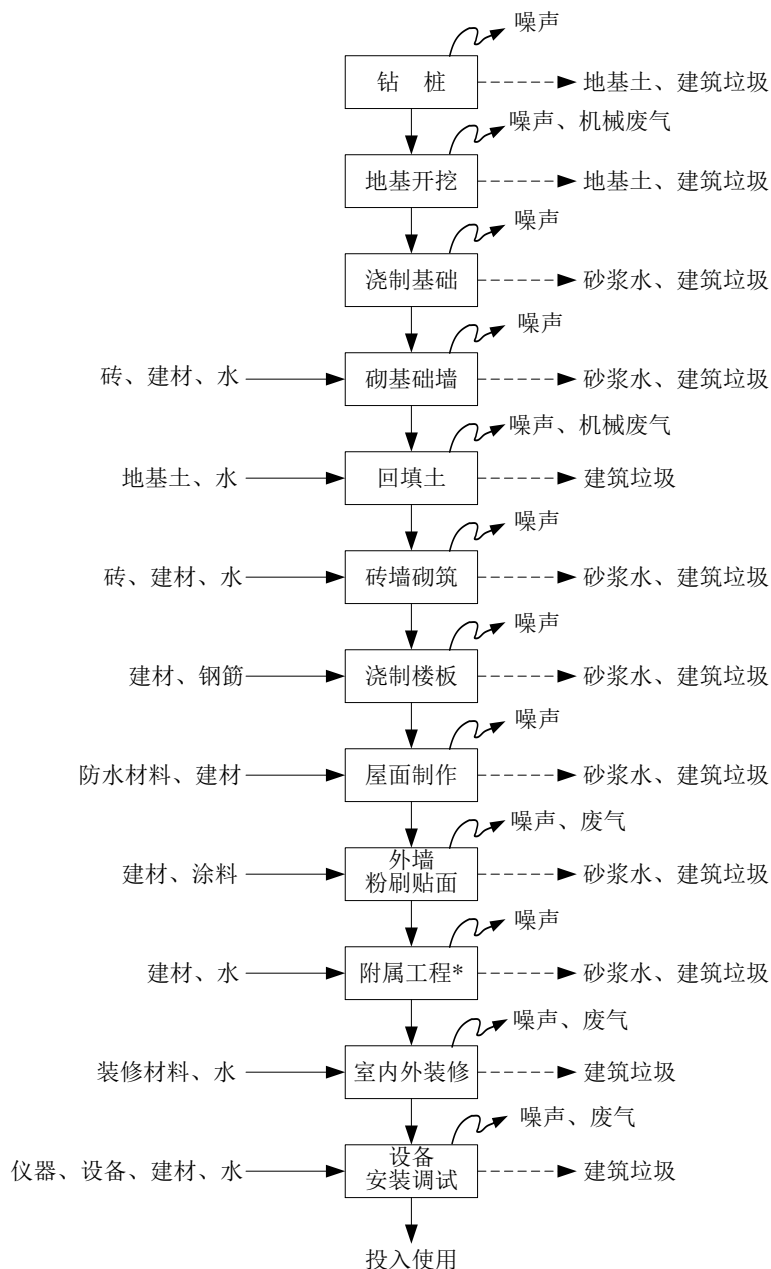 噪声
钻　桩
地基土、建筑垃圾
噪声、机械废气
地基开挖
地基土、建筑垃圾
噪声
浇制基础
砂浆水、建筑垃圾
噪声
砖、建材、水
砌基础墙
砂浆水、建筑垃圾
噪声、机械废气
地基土、水
回填土
建筑垃圾
噪声
砖、建材、水
砖墙砌筑
砂浆水、建筑垃圾
噪声
建材、钢筋
浇制楼板
砂浆水、建筑垃圾
噪声
防水材料、建材
屋面制作
砂浆水、建筑垃圾
噪声、废气
建材、涂料
外墙
粉刷贴面
砂浆水、建筑垃圾
噪声
建材、水
附属工程*
砂浆水、建筑垃圾
噪声、废气
装修材料、水
室内外装修
建筑垃圾
噪声、废气
仪器、设备、建材、水
设备
安装调试
建筑垃圾
投入使用